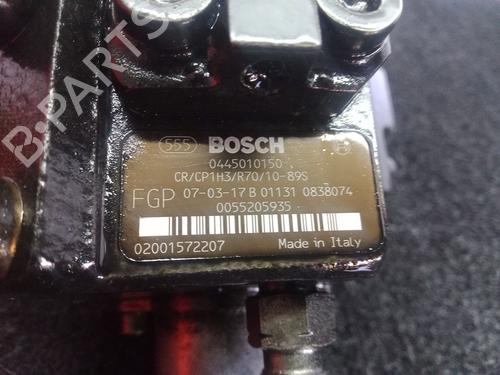 B-PARTS
555 BOSCH
0445010150
CR/CP1H3/R70/10-89S
FGP 07-03-17 B 01131 0838074
0055205935
02001572207 Made in Italy